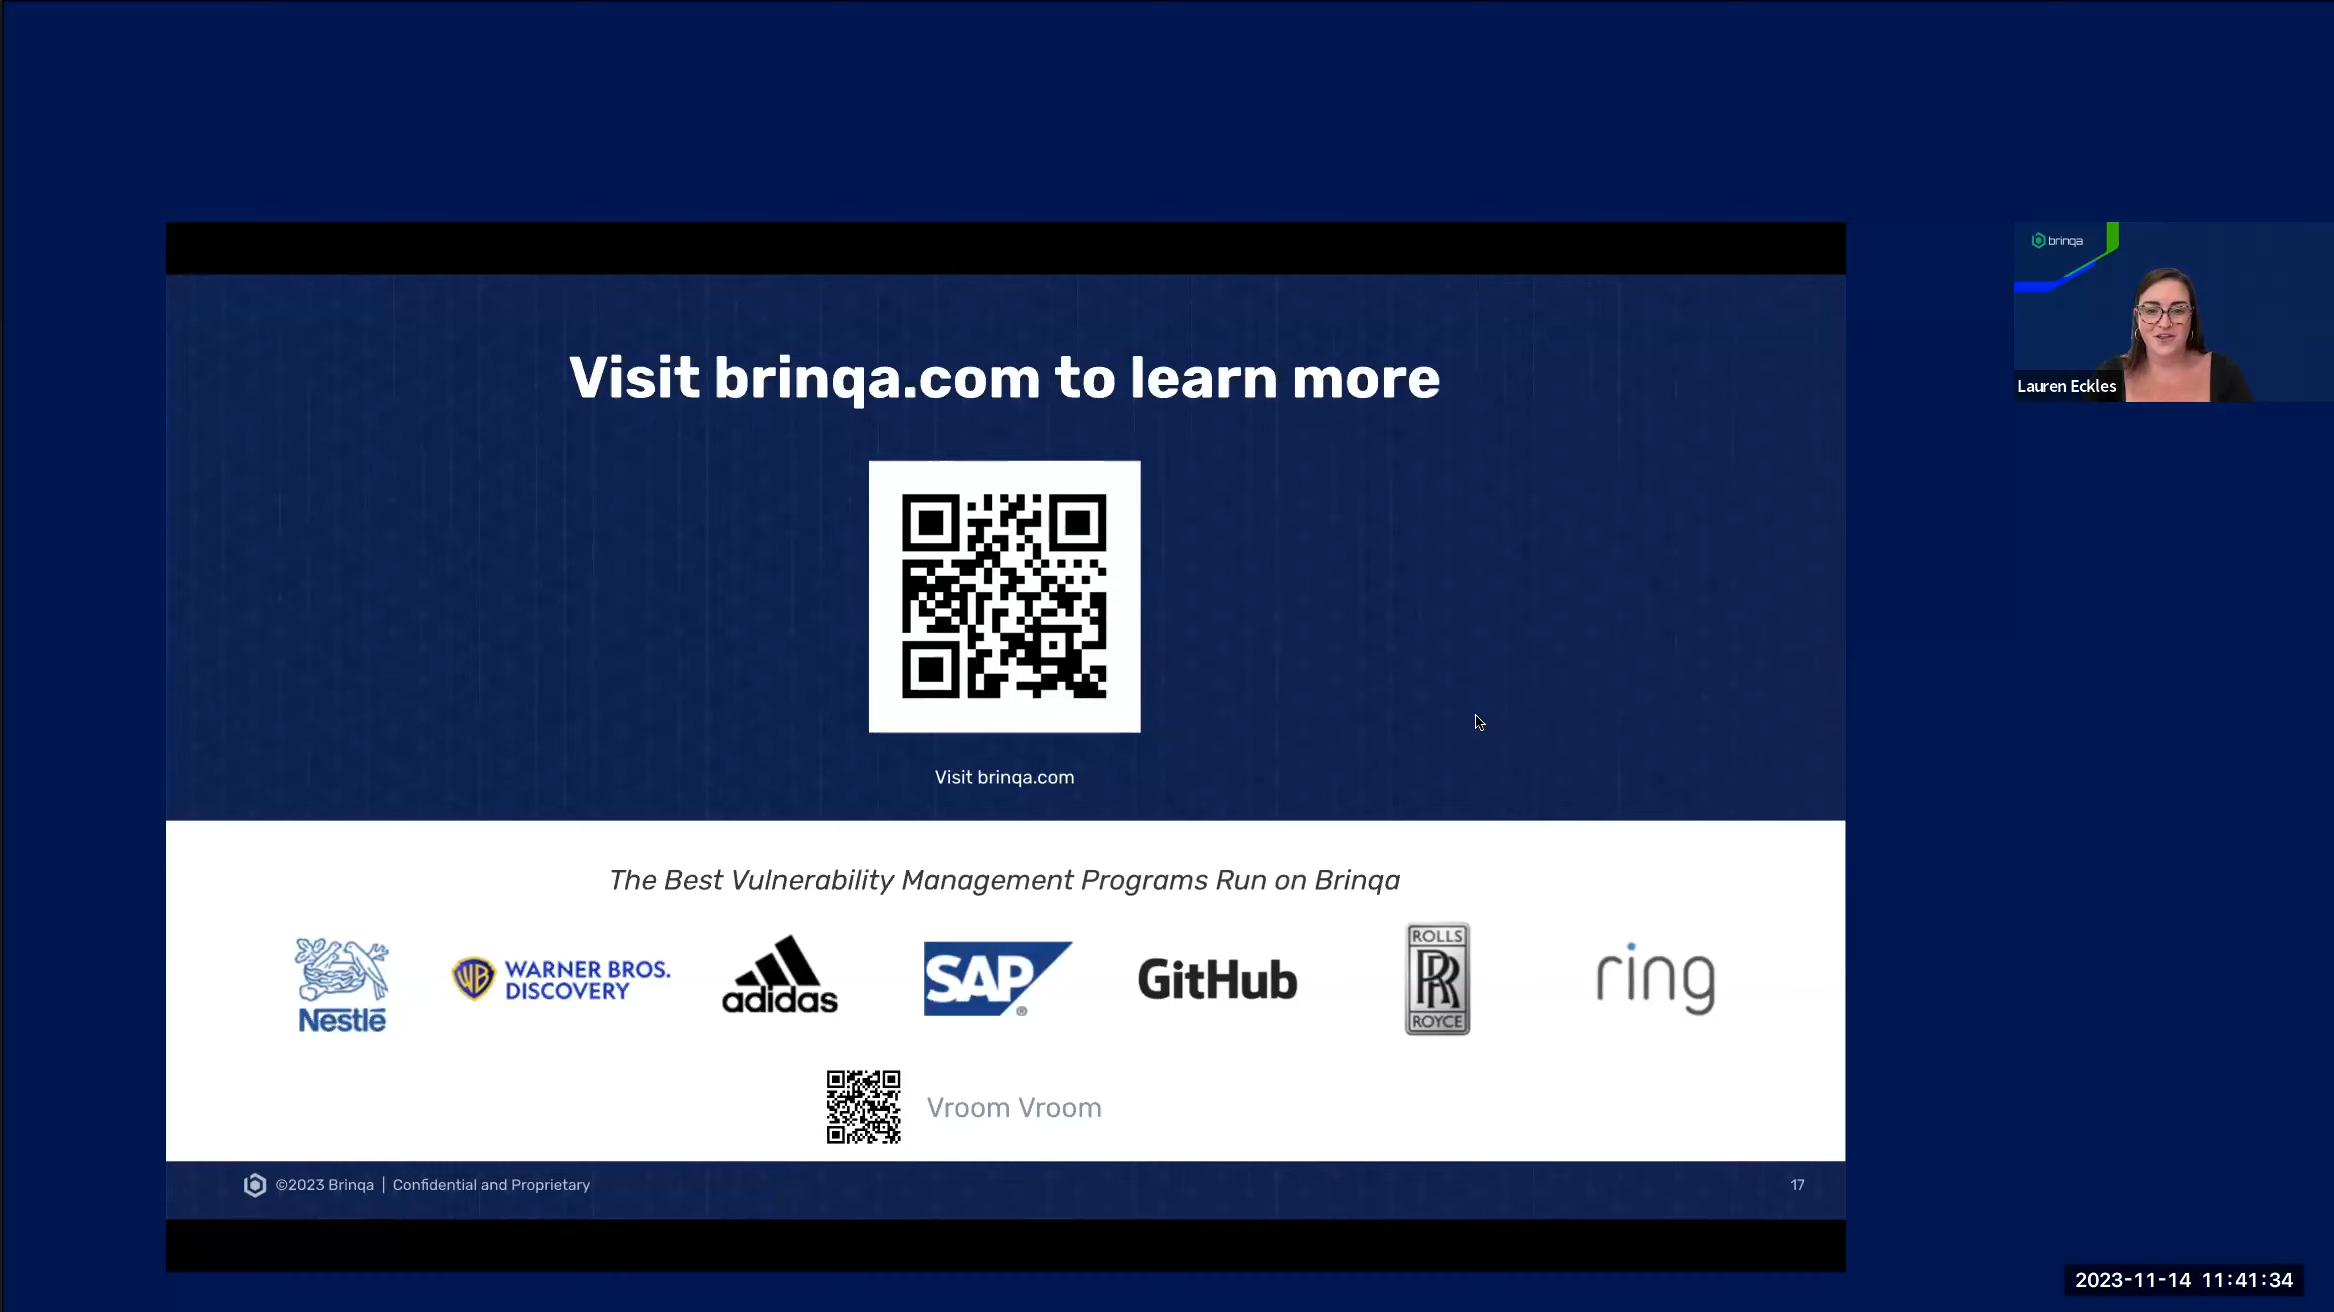 brinqa
Lauren Eckles
Visit brinqa.com to learn more
Visit brinqa.com
The Best Vulnerability Management Programs Run on Brinqa
Nestlé
WB WARNER BROS.
DISCOVERY
adidas
SAP®
GitHub
ROLLS
RR
ROYCE
ring
Vroom Vroom
©2023 Brinqa | Confidential and Proprietary
17
2023-11-14 11:41:34